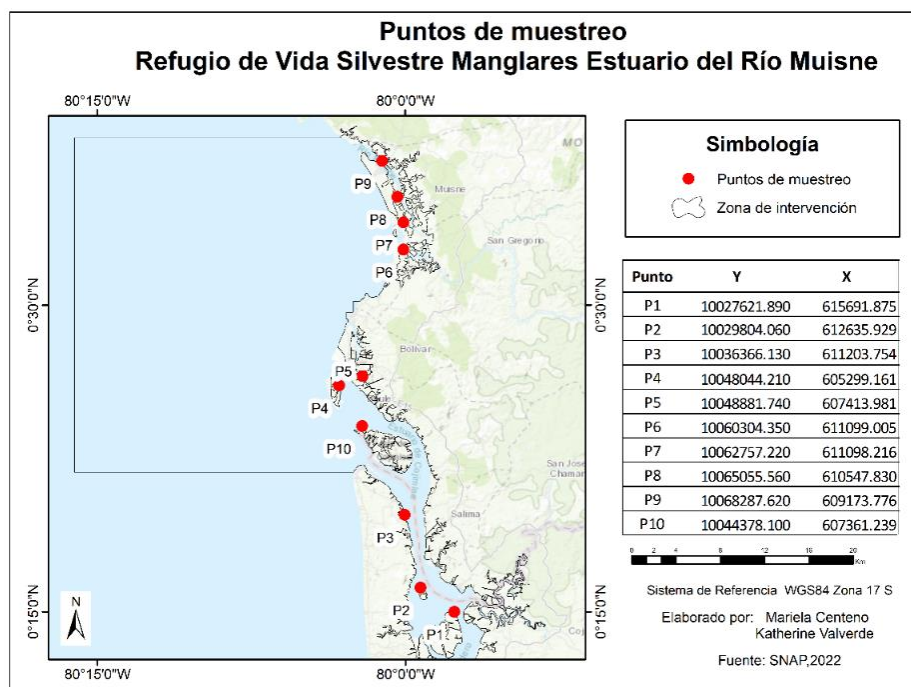 Puntos de muestreo
Refugio de Vida Silvestre Manglares Estuario del Río Muisne
80°15'0"W 80°0'0"W
P9
P8
P7
P6
P5
P4
P10
P3
P2
P1
Muisne
San Gregorio
Bolívar
San José
Chaman
Salima
0°30'0"N 0°30'0"N
0°15'0"N 0°15'0"N
N
80°15'0"W 80°0'0"W
Simbología
Puntos de muestreo
Zona de intervención
Punto Y X
P1 10027621.890 615691.875
P2 10029804.060 612635.929
P3 10036366.130 611203.754
P4 10048044.210 605299.161
P5 10048881.740 607413.981
P6 10060304.350 611099.005
P7 10062757.220 611098.216
P8 10065055.560 610547.830
P9 10068287.620 609173.776
P10 10044378.100 607361.239
0 2 4 8 12 16 20
Km
Sistema de Referencia WGS84 Zona 17 S
Elaborado por: Mariela Centeno
Katherine Valverde
Fuente: SNAP,2022